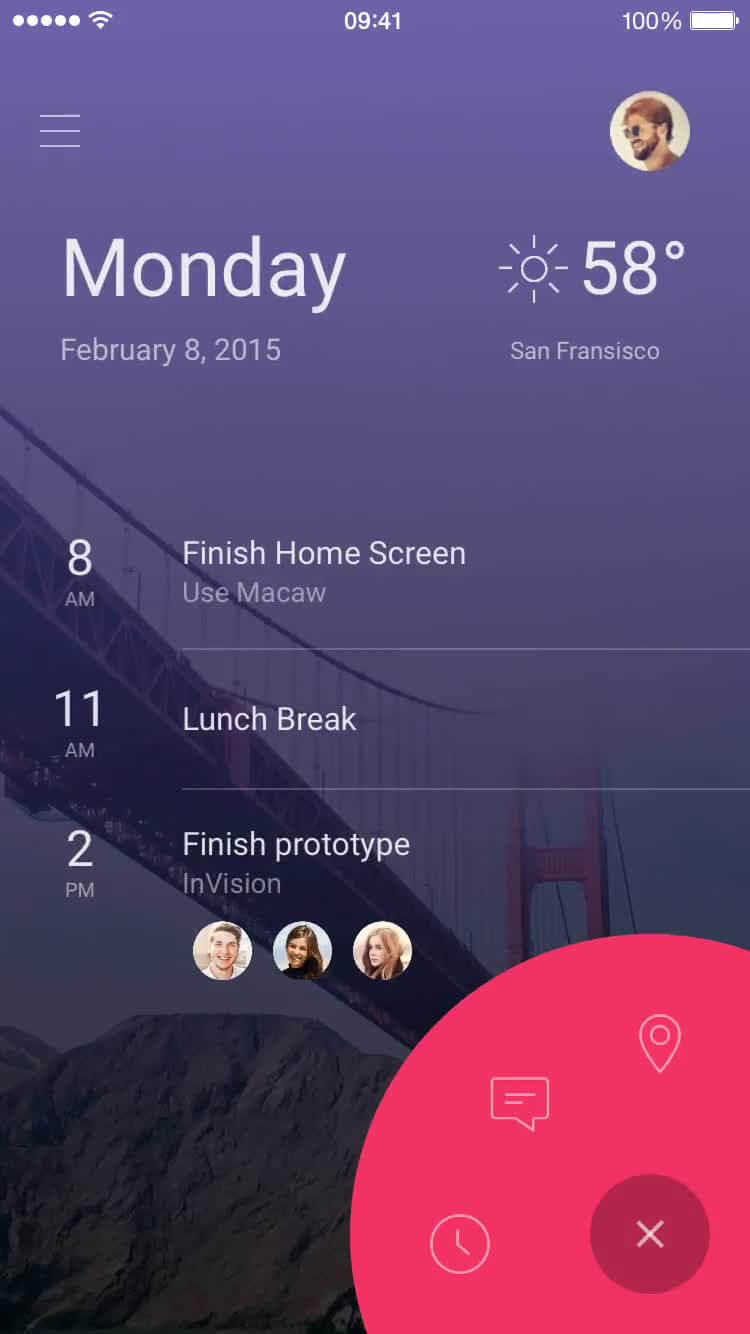 09:41 100%
Monday 58°
February 8, 2015 San Fransisco
8 AM
Finish Home Screen
Use Macaw
11 AM
Lunch Break
2 PM
Finish prototype
InVision